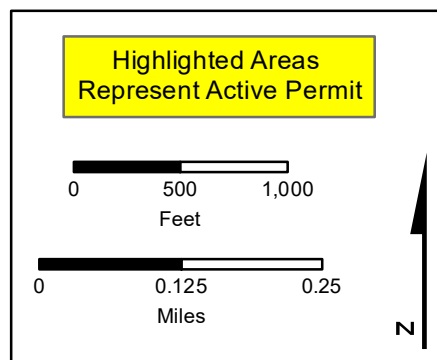 Highlighted Areas
Represent Active Permit
0 500 1,000
Feet
0 0.125 0.25
Miles
N